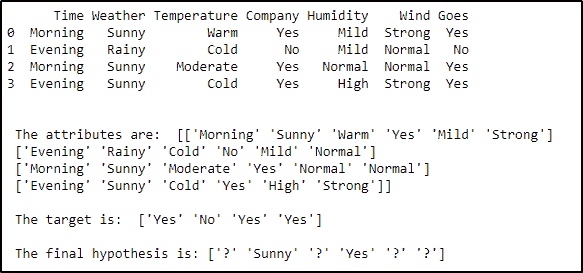 Time Weather Temperature Company Humidity Wind Goes
0 Morning Sunny Warm Yes Mild Strong Yes
1 Evening Rainy Cold No Mild Normal No
2 Morning Sunny Moderate Yes Normal Normal Yes
3 Evening Sunny Cold Yes High Strong Yes
The attributes are: [['Morning' 'Sunny' 'Warm' 'Yes' 'Mild' 'Strong']
['Evening' 'Rainy' 'Cold' 'No' 'Mild' 'Normal']
['Morning' 'Sunny' 'Moderate' 'Yes' 'Normal' 'Normal']
['Evening' 'Sunny' 'Cold' 'Yes' 'High' 'Strong']]
The target is: ['Yes' 'No' 'Yes' 'Yes']
The final hypothesis is: ['?' 'Sunny' '?' 'Yes' '?' '?']